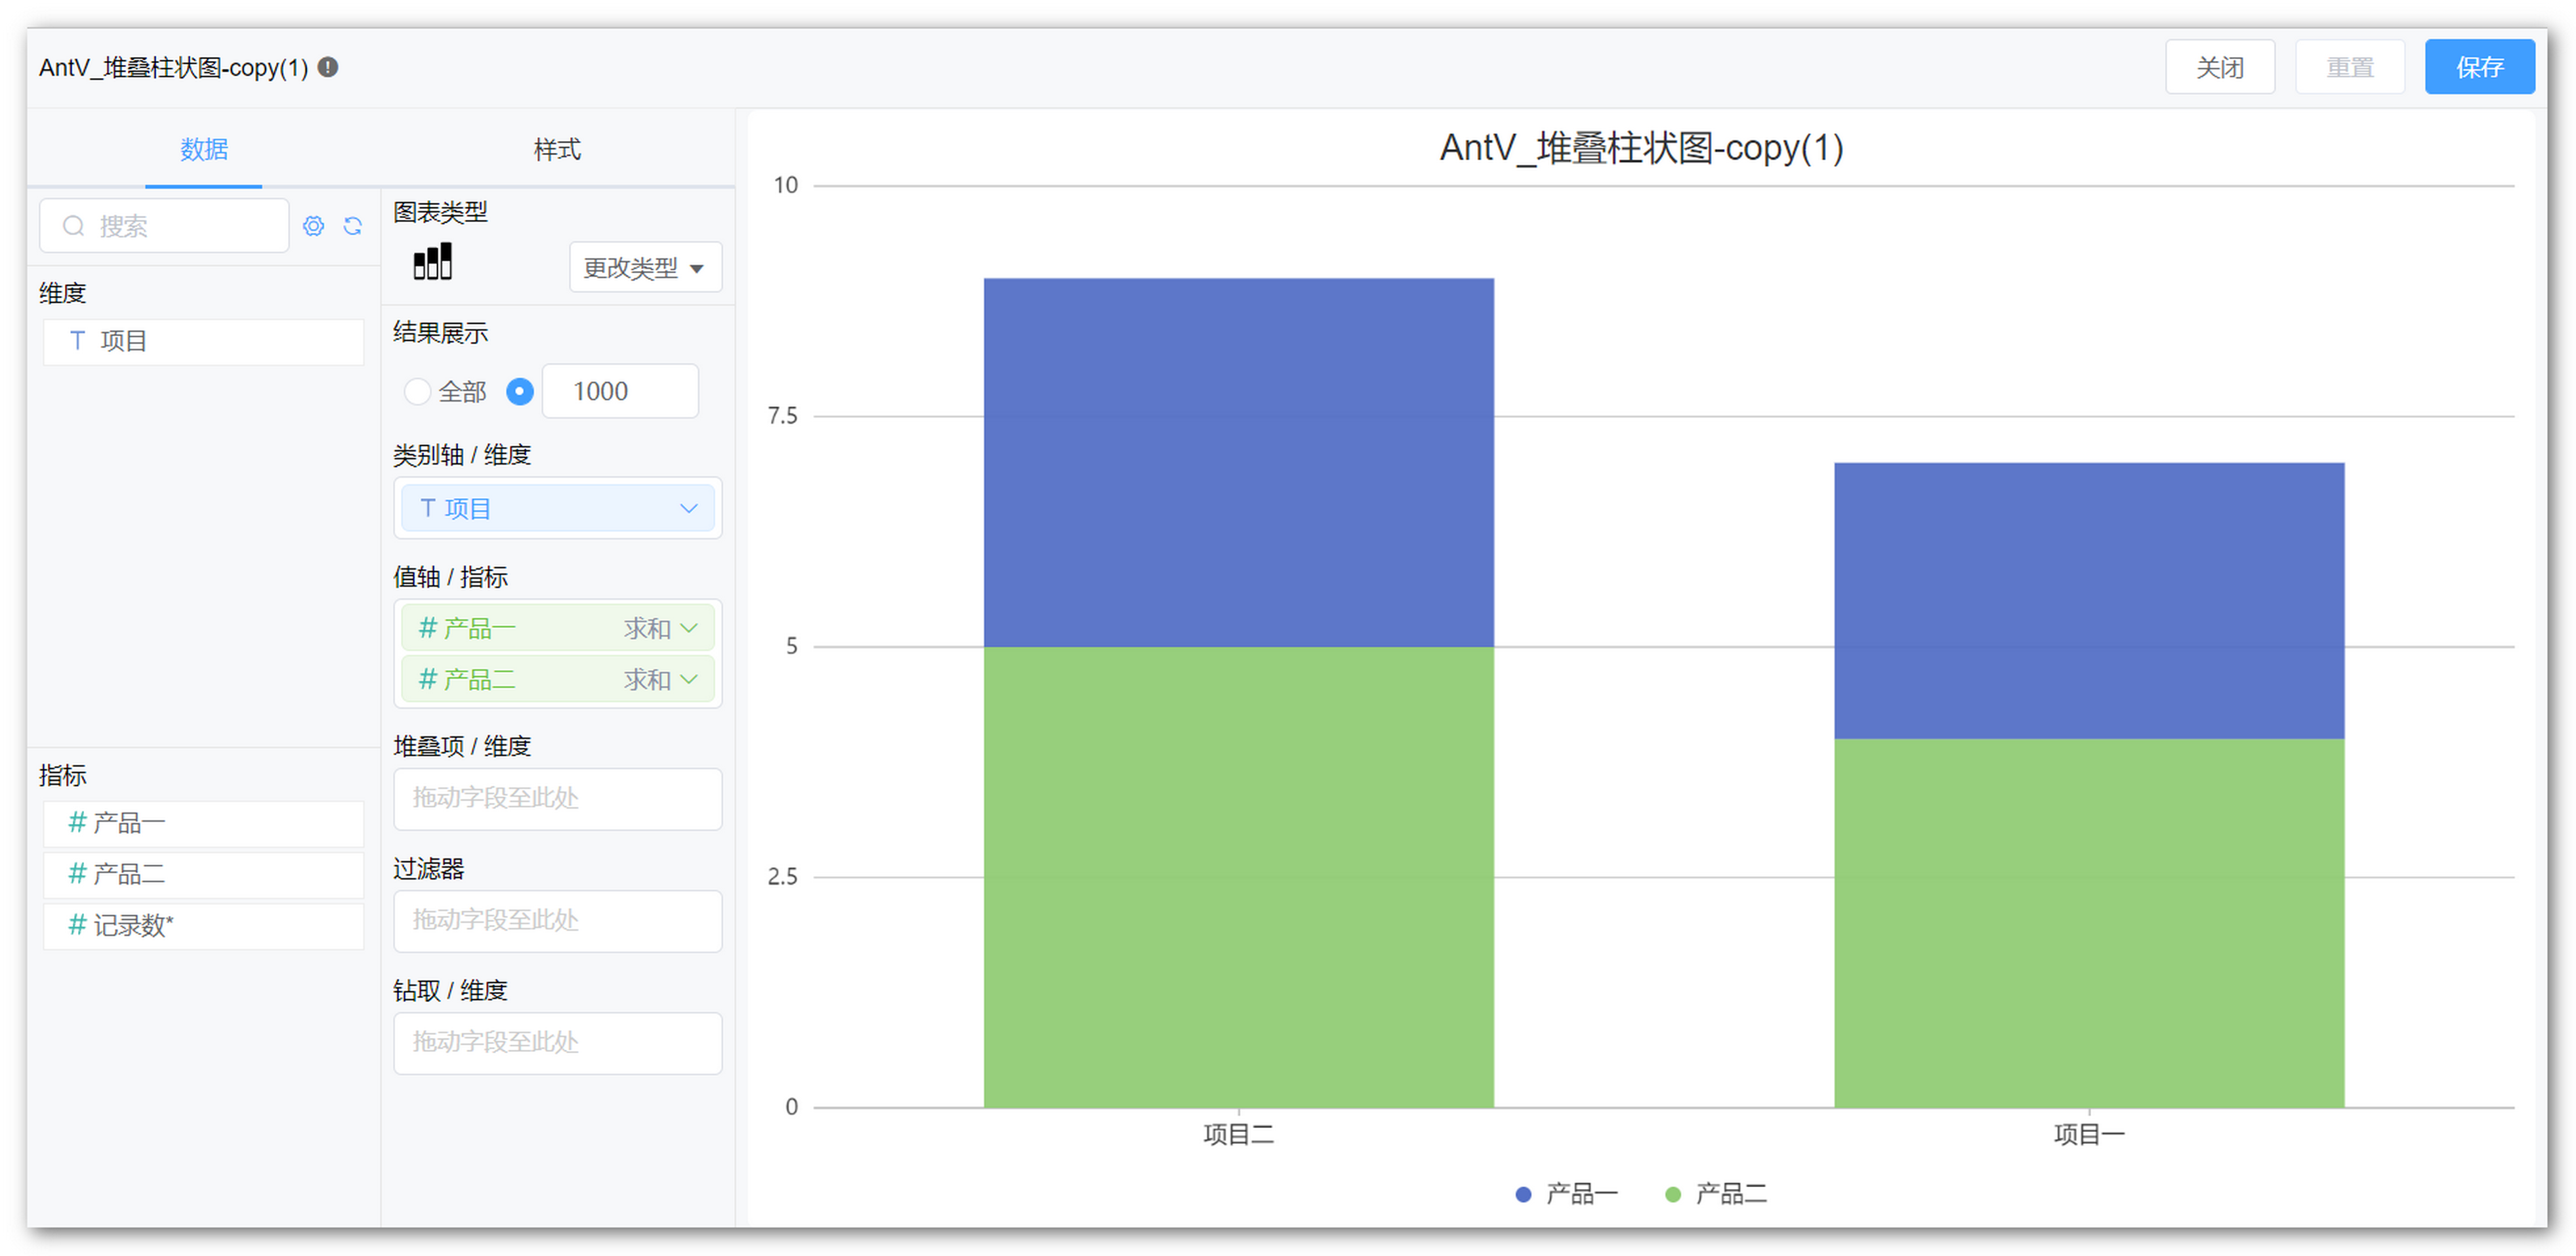 AntV_堆叠柱状图-copy(1)
关闭
重置
保存
数据
样式
搜索
维度
T 项目
指标
# 产品一
# 产品二
# 记录数*
图表类型
更改类型
结果展示
全部
1000
类别轴 / 维度
T 项目
值轴 / 指标
# 产品一 求和
# 产品二 求和
堆叠项 / 维度
拖动字段至此处
过滤器
拖动字段至此处
钻取 / 维度
拖动字段至此处
AntV_堆叠柱状图-copy(1)
10
7.5
5
2.5
0
项目二
项目一
产品一
产品二